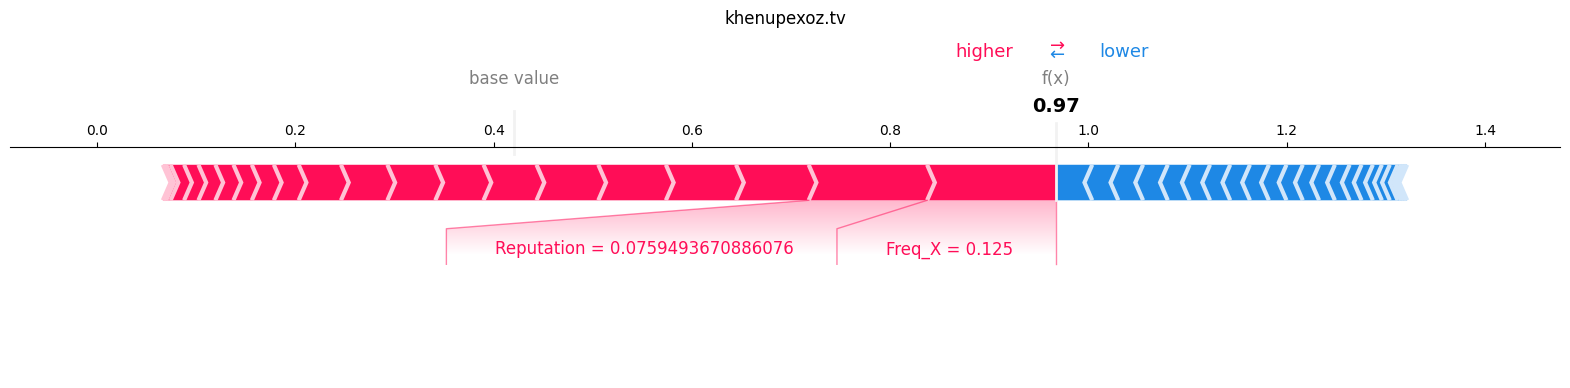 khenupexoz.tv
higher → ← lower
base value f(x)
0.97
0.0 0.2 0.4 0.6 0.8 1.0 1.2 1.4
Reputation = 0.0759493670886076 Freq_X = 0.125